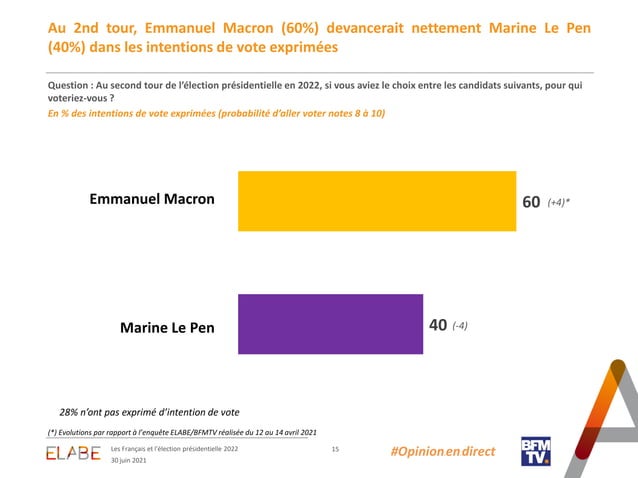 Au 2nd tour, Emmanuel Macron (60%) devancerait nettement Marine Le Pen
(40%) dans les intentions de vote exprimées
Question : Au second tour de l'élection présidentielle en 2022, si vous aviez le choix entre les candidats suivants, pour qui
voteriez-vous ?
En % des intentions de vote exprimées (probabilité d'aller voter notes 8 à 10)
Emmanuel Macron 60 (+4)*
Marine Le Pen 40 (-4)
28% n'ont pas exprimé d'intention de vote
(*) Evolutions par rapport à l'enquête ELABE/BFMTV réalisée du 12 au 14 avril 2021
ELABE Les Français et l'élection présidentielle 2022 15 #Opinionendirect BFM
30 juin 2021 TV.